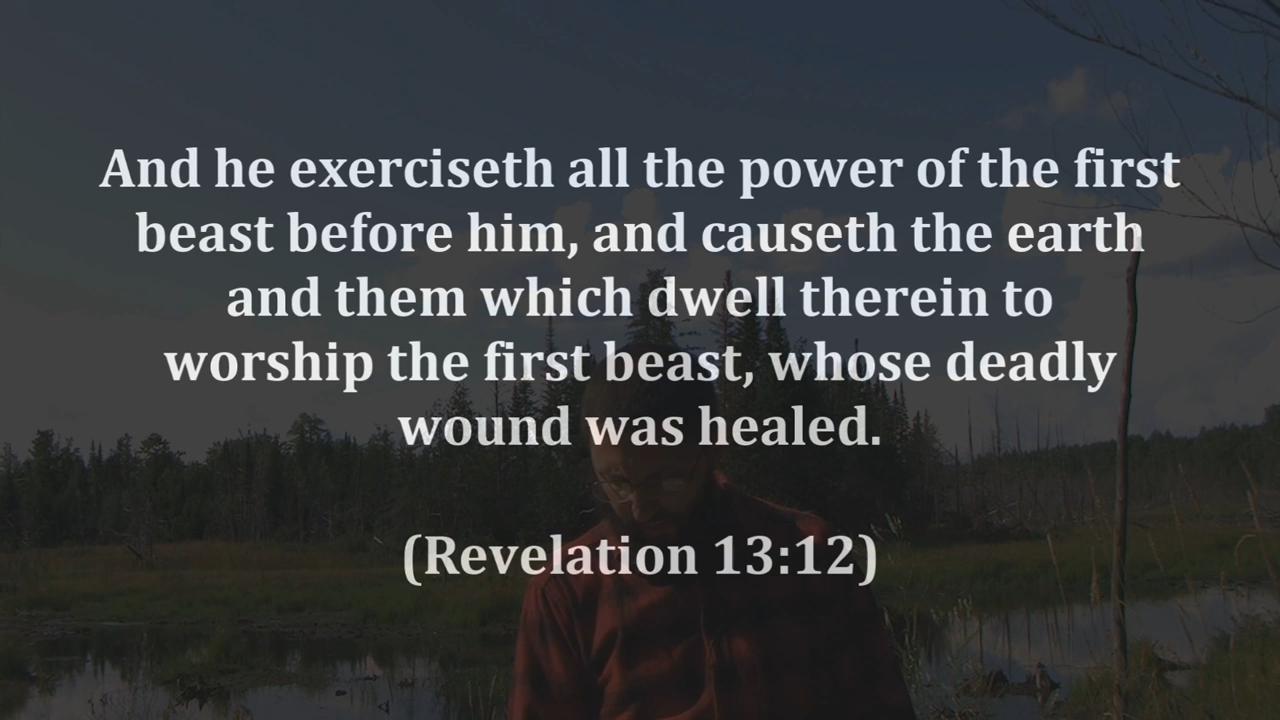 And he exerciseth all the power of the first
beast before him, and causeth the earth
and them which dwell therein to
worship the first beast, whose deadly
wound was healed.
(Revelation 13:12)